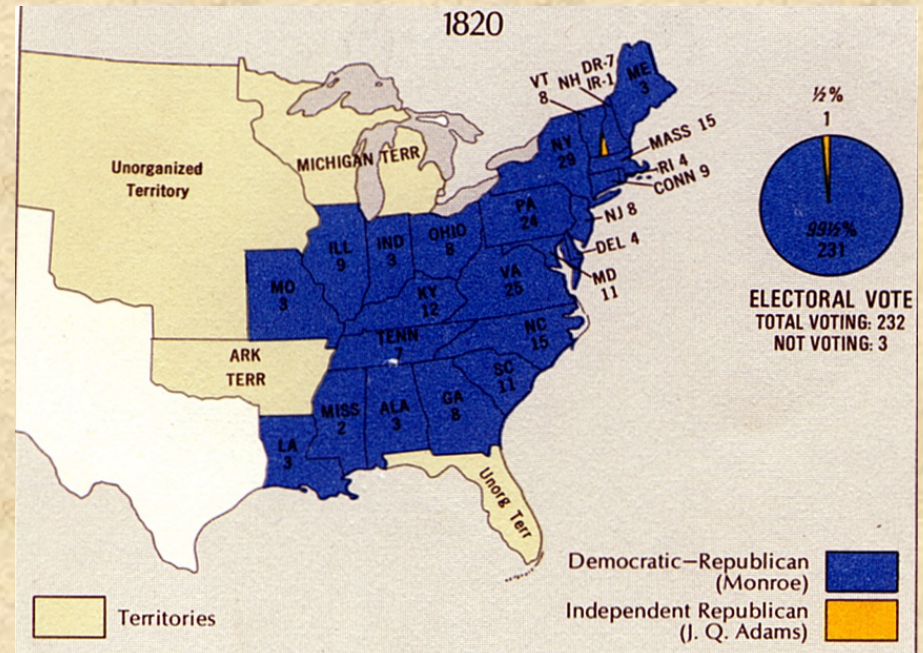 1820
Unorganized
Territory
MICHIGAN TERR
VT
8
NH
DR-7
IR-1
ME
3
MASS 15
RI 4
CONN 9
NY
29
PA
24
NJ 8
DEL 4
MD
11
ILL
9
IND
3
OHIO
8
MO
3
KY
12
VA
25
TENN
7
NC
15
ARK
TERR
SC
11
MISS
2
ALA
3
GA
8
LA
3
Unorg Terr
½%
1
99½%
231
ELECTORAL VOTE
TOTAL VOTING: 232
NOT VOTING: 3
Democratic–Republican
(Monroe)
Independent Republican
(J. Q. Adams)
Territories